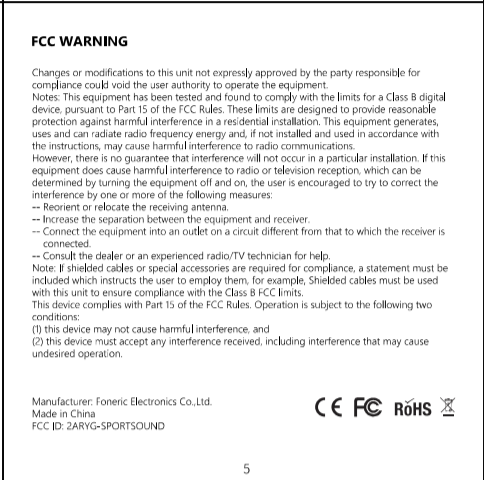 FCC WARNING
Changes or modifications to this unit not expressly approved by the party responsible for
compliance could void the user authority to operate the equipment.
Notes: This equipment has been tested and found to comply with the limits for a Class B digital
device, pursuant to Part 15 of the FCC Rules. These limits are designed to provide reasonable
protection against harmful interference in a residential installation. This equipment generates,
uses and can radiate radio frequency energy and, if not installed and used in accordance with
the instructions, may cause harmful interference to radio communications.
However, there is no guarantee that interference will not occur in a particular installation. If this
equipment does cause harmful interference to radio or television reception, which can be
determined by turning the equipment off and on, the user is encouraged to try to correct the
interference by one or more of the following measures:
-- Reorient or relocate the receiving antenna.
-- Increase the separation between the equipment and receiver.
-- Connect the equipment into an outlet on a circuit different from that to which the receiver is
connected.
-- Consult the dealer or an experienced radio/TV technician for help.
Note: If shielded cables or special accessories are required for compliance, a statement must be
included which instructs the user to employ them, for example, Shielded cables must be used
with this unit to ensure compliance with the Class B FCC limits.
This device complies with Part 15 of the FCC Rules. Operation is subject to the following two
conditions:
(1) this device may not cause harmful interference, and
(2) this device must accept any interference received, including interference that may cause
undesired operation.
Manufacturer: Foneric Electronics Co.,Ltd.
Made in China
FCC ID: 2ARYG-SPORTSOUND
CE FC RoHS
5